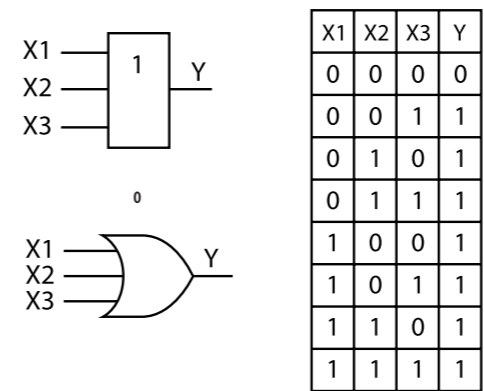 X1
X2
X3
1
Y
0
X1
X2
X3
Y
X1 X2 X3 Y
0 0 0 0
0 0 1 1
0 1 0 1
0 1 1 1
1 0 0 1
1 0 1 1
1 1 0 1
1 1 1 1